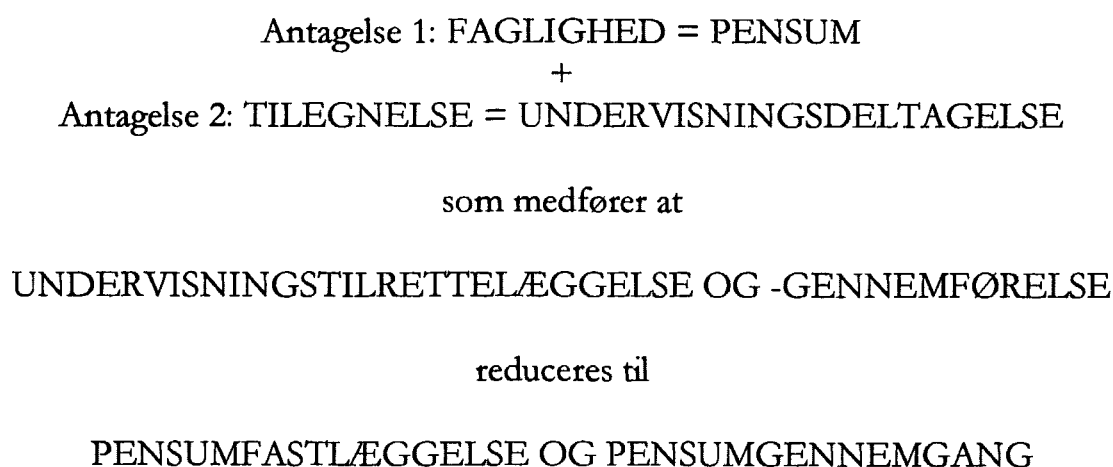 Antagelse 1: FAGLIGHED = PENSUM
+
Antagelse 2: TILEGNELSE = UNDERVISNINGSDELTAGELSE
som medfører at
UNDERVISNINGSTILRETTELÆGGELSE OG -GENNEMFØRELSE
reduceres til
PENSUMFASTLÆGGELSE OG PENSUMGENNEMGANG